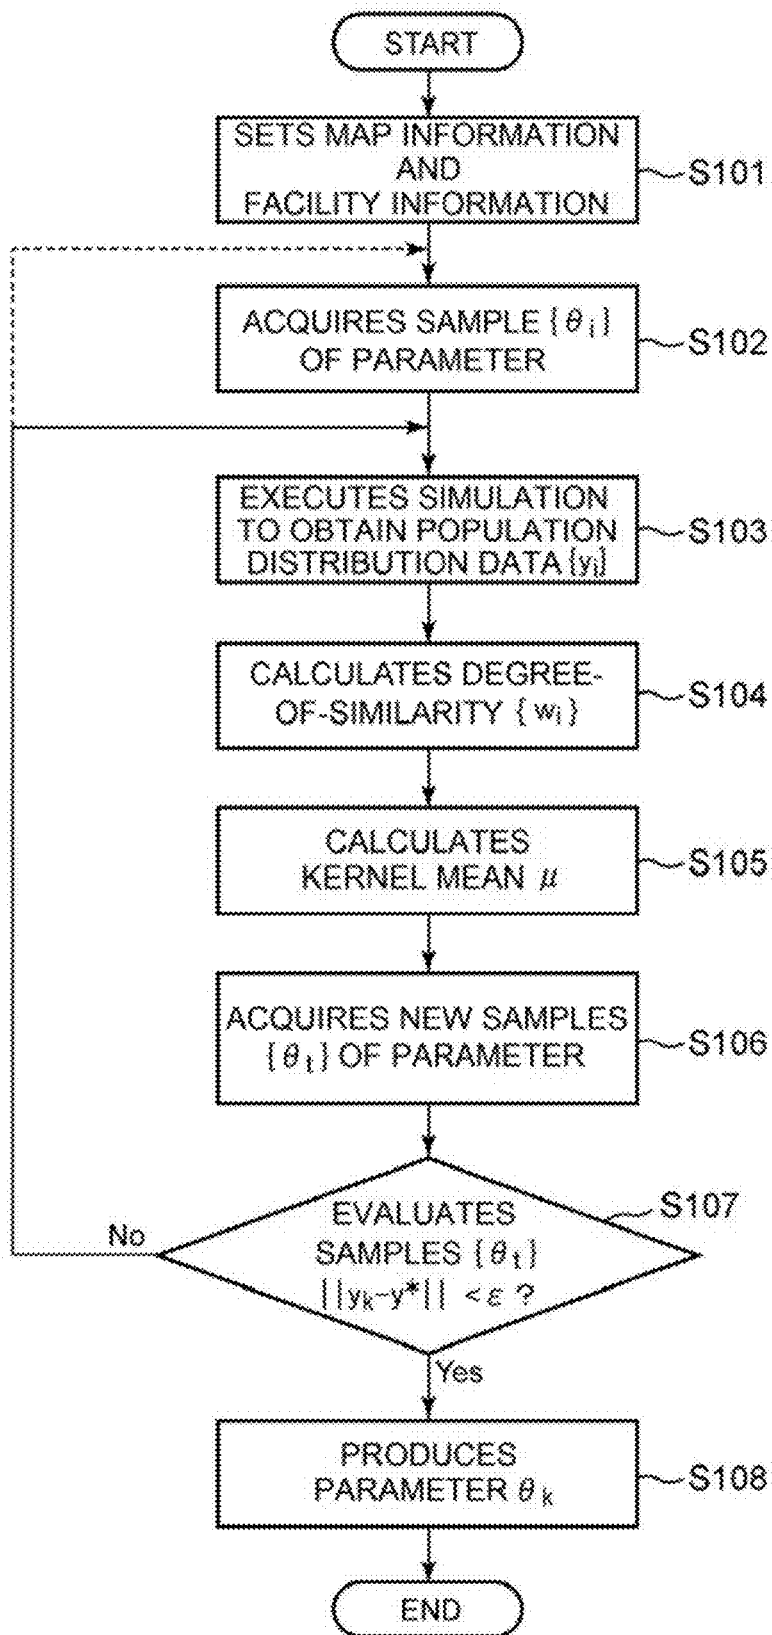 START
SETS MAP INFORMATION
AND
FACILITY INFORMATION
S101
ACQUIRES SAMPLE {θi}
OF PARAMETER
S102
EXECUTES SIMULATION
TO OBTAIN POPULATION
DISTRIBUTION DATA {yi}
S103
CALCULATES DEGREE-
OF-SIMILARITY {wi}
S104
CALCULATES
KERNEL MEAN μ
S105
ACQUIRES NEW SAMPLES
{θt} OF PARAMETER
S106
EVALUATES
SAMPLES {θt}
||yk-y*|| <ε ?
S107
No
Yes
PRODUCES
PARAMETER θk
S108
END